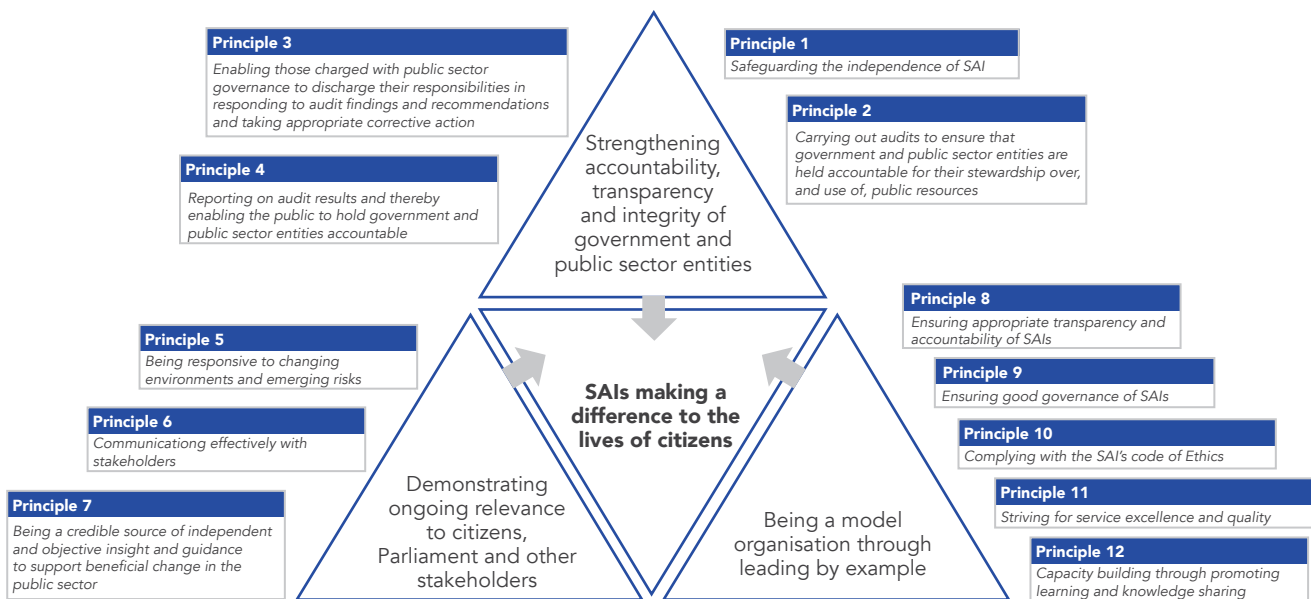 Principle 3
Enabling those charged with public sector
governance to discharge their responsibilities in
responding to audit findings and recommendations
and taking appropriate corrective action
Principle 4
Reporting on audit results and thereby
enabling the public to hold government and
public sector entities accountable
Principle 1
Safeguarding the independence of SAI
Principle 2
Carrying out audits to ensure that
government and public sector entities are
held accountable for their stewardship over,
and use of, public resources
Strengthening
accountability,
transparency
and integrity of
government and
public sector entities
Principle 5
Being responsive to changing
environments and emerging risks
Principle 6
Communicationg effectively with
stakeholders
Principle 7
Being a credible source of independent
and objective insight and guidance
to support beneficial change in the
public sector
Demonstrating
ongoing relevance
to citizens,
Parliament and other
stakeholders
SAIs making a
difference to the
lives of citizens
Being a model
organisation through
leading by example
Principle 8
Ensuring appropriate transparency and
accountability of SAIs
Principle 9
Ensuring good governance of SAIs
Principle 10
Complying with the SAI's code of Ethics
Principle 11
Striving for service excellence and quality
Principle 12
Capacity building through promoting
learning and knowledge sharing